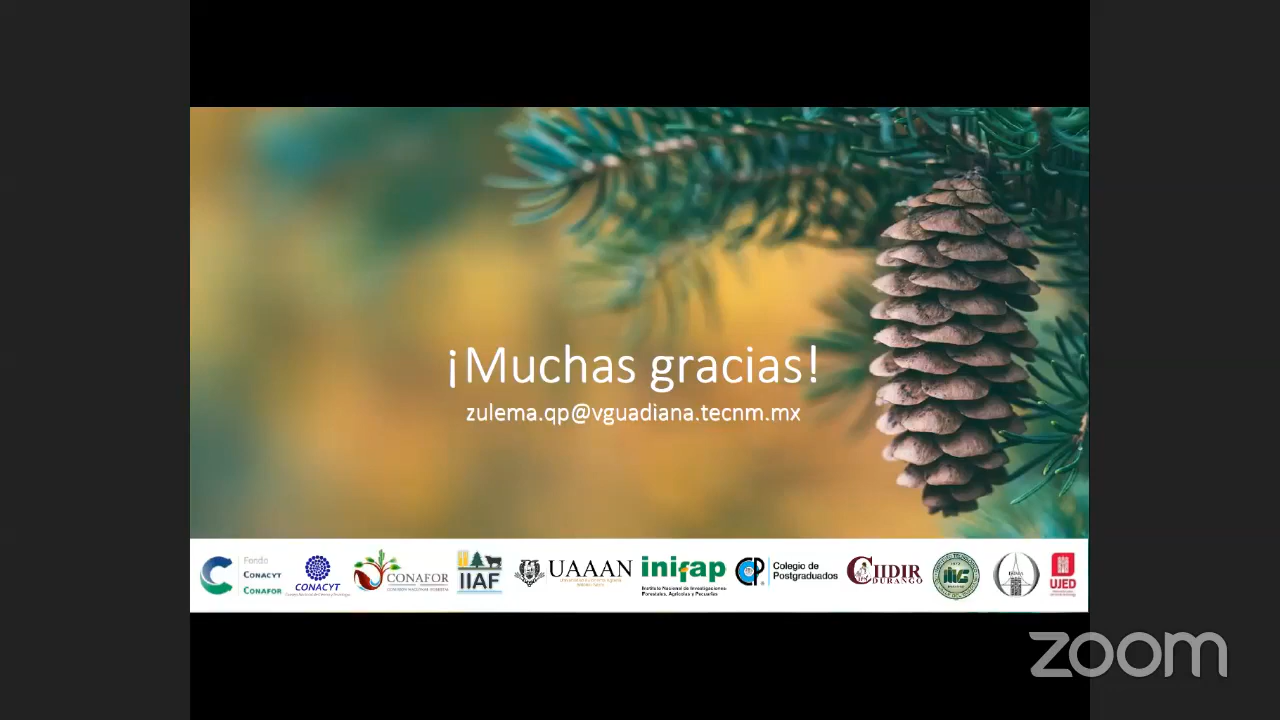 ¡Muchas gracias!
zulema.qp@vguadiana.tecnm.mx
Fondo
CONACYT
CONAFOR
CONACYT
CONAFOR
IIAF
UAAAN
inifap
Instituto Nacional de Investigaciones
Forestales, Agrícolas y Pecuarias
CP
Colegio de
Postgraduados
CIIDIR
DURANGO
UJED
zoom